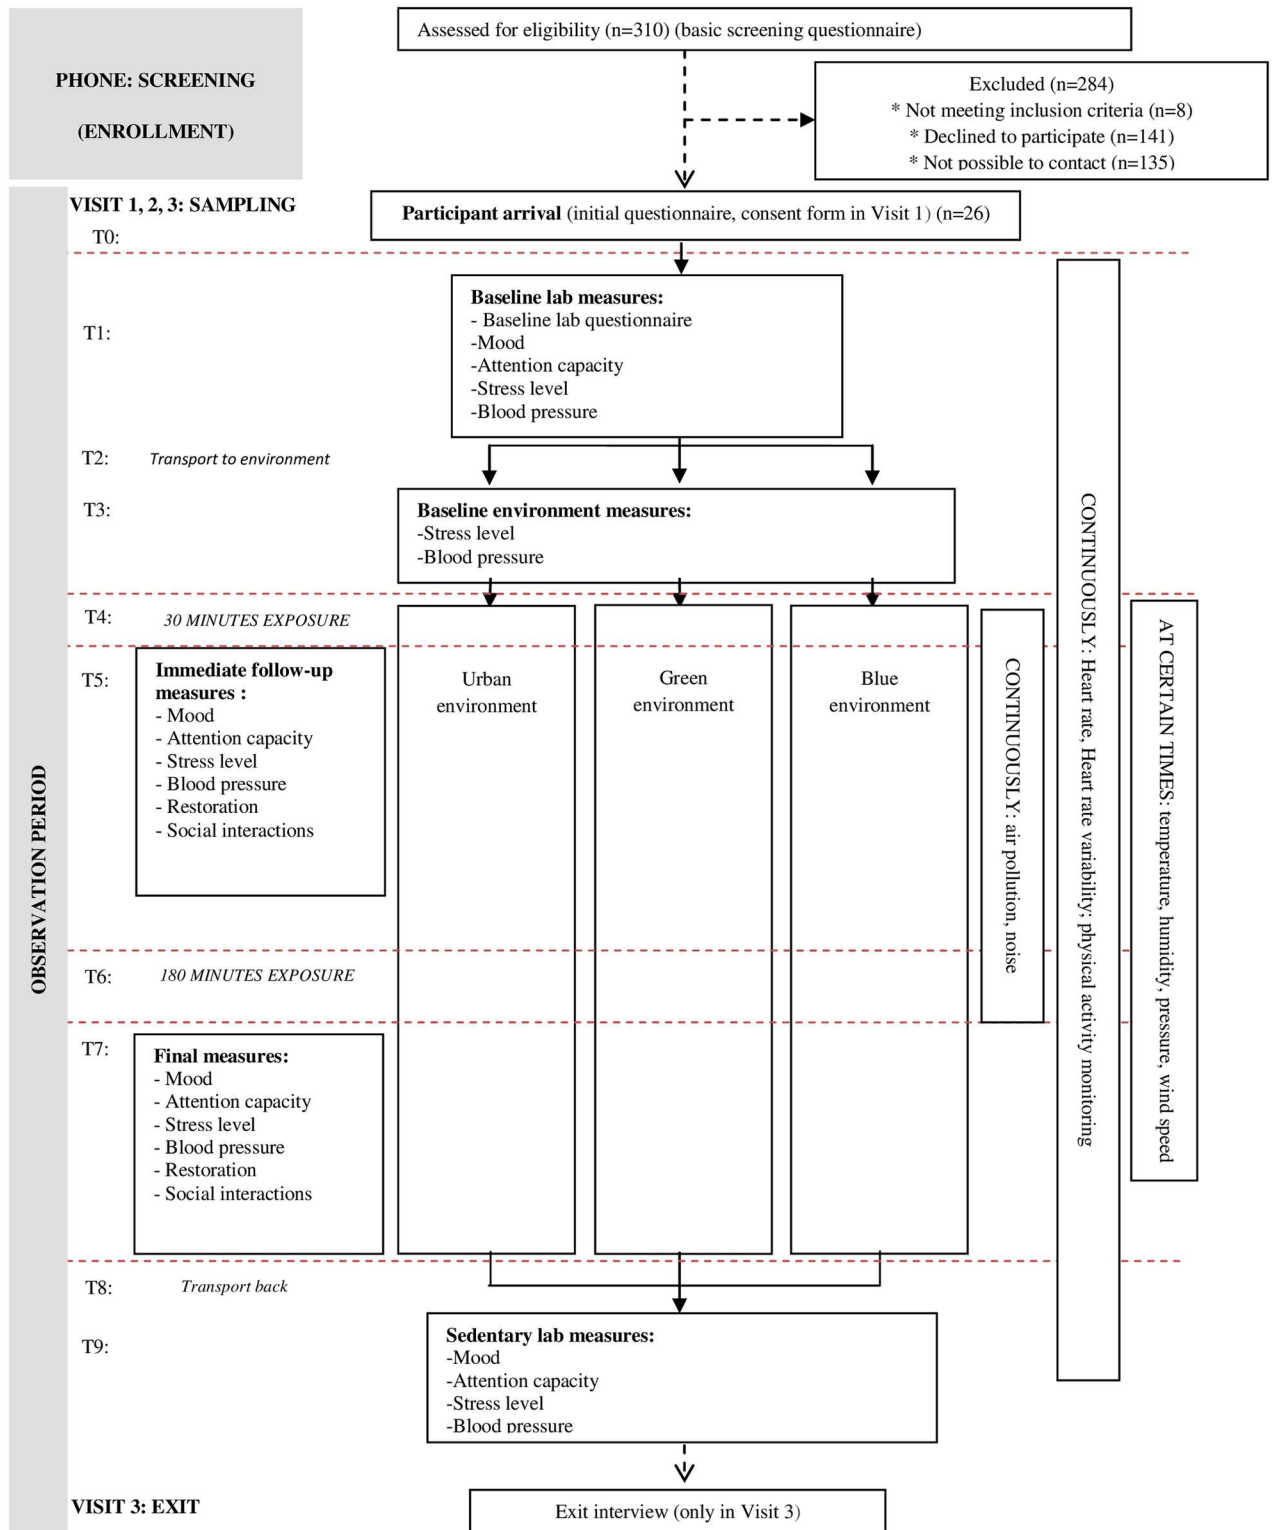 Assessed for eligibility (n=310) (basic screening questionnaire)
PHONE: SCREENING
(ENROLLMENT)
Excluded (n=284)
* Not meeting inclusion criteria (n=8)
* Declined to participate (n=141)
* Not possible to contact (n=135)
VISIT 1, 2, 3: SAMPLING
Participant arrival (initial questionnaire, consent form in Visit 1) (n=26)
T0:
T1:
Baseline lab measures:
- Baseline lab questionnaire
-Mood
-Attention capacity
-Stress level
-Blood pressure
T2:
Transport to environment
T3:
Baseline environment measures:
-Stress level
-Blood pressure
T4:
30 MINUTES EXPOSURE
T5:
Immediate follow-up
measures :
- Mood
- Attention capacity
- Stress level
- Blood pressure
- Restoration
- Social interactions
Urban
environment
Green
environment
Blue
environment
CONTINUOUSLY: air pollution, noise
CONTINUOUSLY: Heart rate, Heart rate variability; physical activity monitoring
AT CERTAIN TIMES: temperature, humidity, pressure, wind speed
OBSERVATION PERIOD
T6:
180 MINUTES EXPOSURE
T7:
Final measures:
- Mood
- Attention capacity
- Stress level
- Blood pressure
- Restoration
- Social interactions
T8:
Transport back
T9:
Sedentary lab measures:
-Mood
-Attention capacity
-Stress level
-Blood pressure
VISIT 3: EXIT
Exit interview (only in Visit 3)